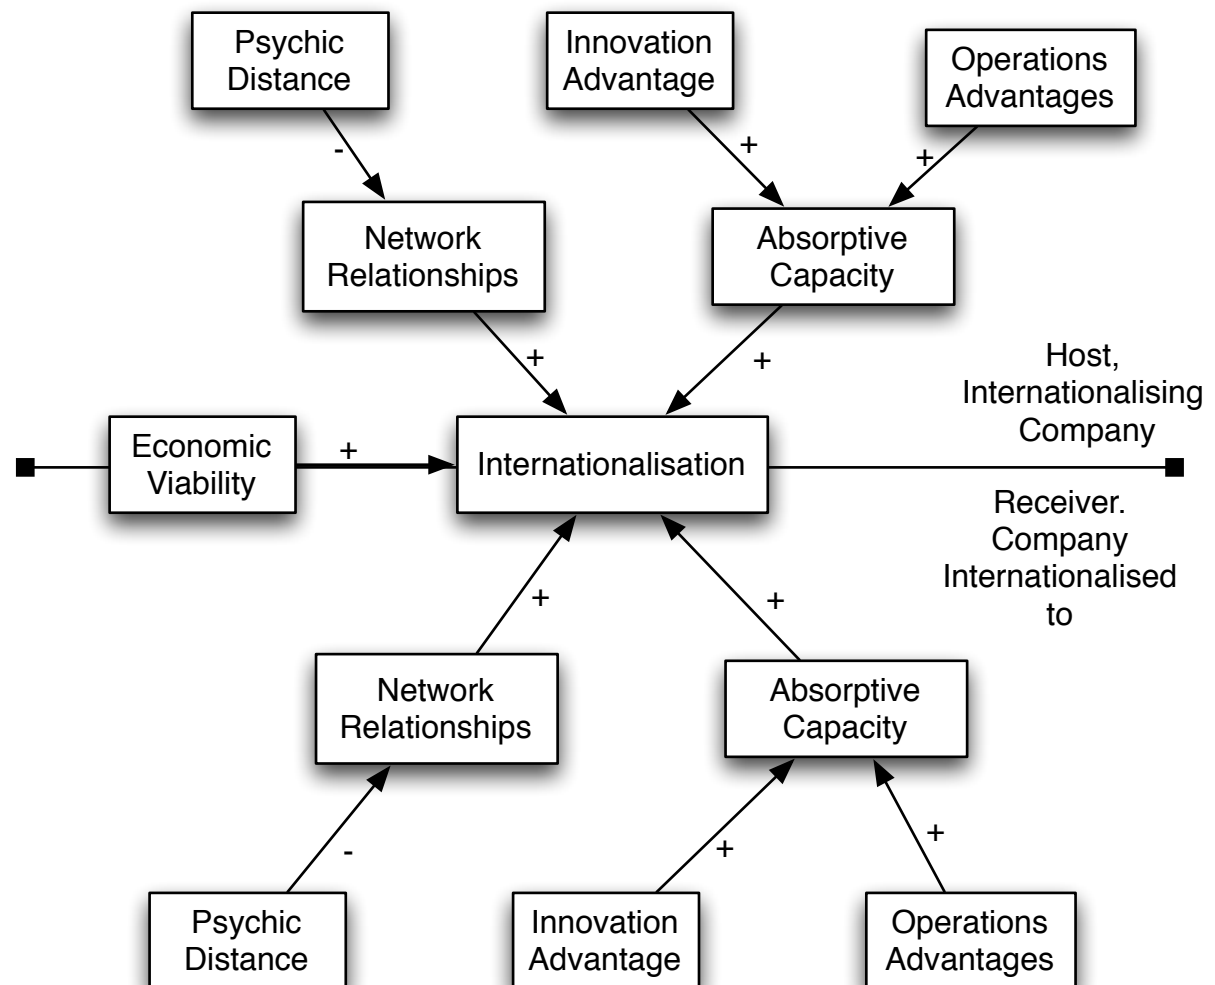 Psychic
Distance
Innovation
Advantage
Operations
Advantages
-
+
+
Network
Relationships
Absorptive
Capacity
+
+
Host,
Internationalising
Company
Economic
Viability
+
Internationalisation
Receiver.
Company
Internationalised
to
+
+
Network
Relationships
Absorptive
Capacity
-
+
+
Psychic
Distance
Innovation
Advantage
Operations
Advantages